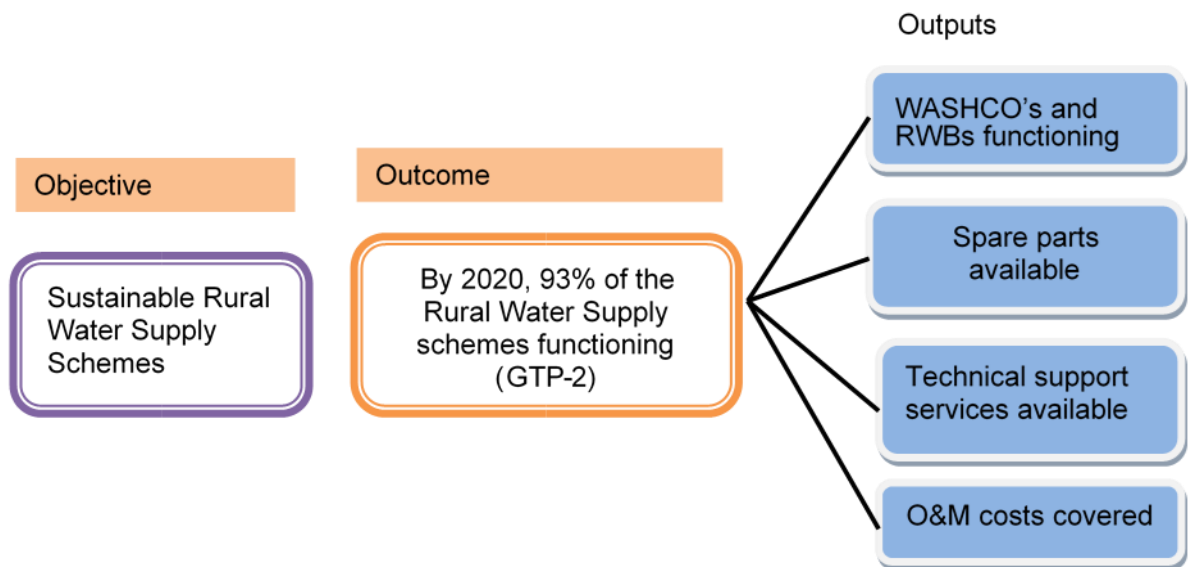 Outputs
Objective
Outcome
Sustainable Rural
Water Supply
Schemes
By 2020, 93% of the
Rural Water Supply
schemes functioning
(GTP-2)
WASHCO’s and
RWBs functioning
Spare parts
available
Technical support
services available
O&M costs covered